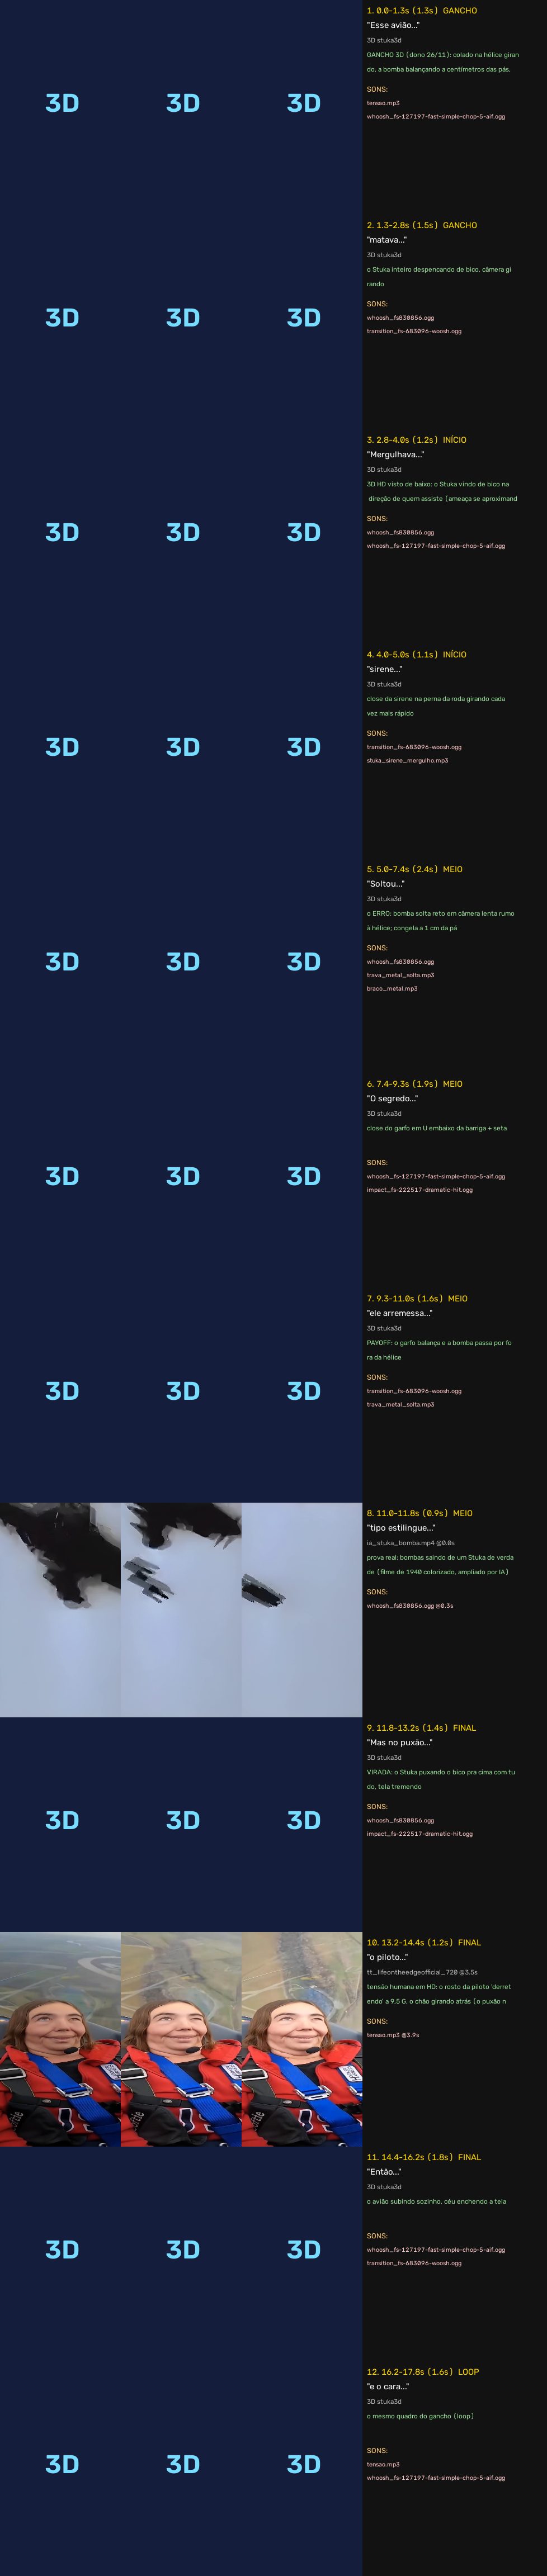 3D 3D 3D
1. 0.0-1.3s (1.3s) GANCHO
"Esse avião..."
3D stuka3d
GANCHO 3D (dono 26/11): colado na hélice giran
do, a bomba balançando a centímetros das pás,
SONS:
tensao.mp3
whoosh_fs-127197-fast-simple-chop-5-aif.ogg
3D 3D 3D
2. 1.3-2.8s (1.5s) GANCHO
"matava..."
3D stuka3d
o Stuka inteiro despencando de bico, câmera gi
rando
SONS:
whoosh_fs830856.ogg
transition_fs-683096-woosh.ogg
3D 3D 3D
3. 2.8-4.0s (1.2s) INÍCIO
"Mergulhava..."
3D stuka3d
3D HD visto de baixo: o Stuka vindo de bico na
direção de quem assiste (ameaça se aproximand
SONS:
whoosh_fs830856.ogg
whoosh_fs-127197-fast-simple-chop-5-aif.ogg
3D 3D 3D
4. 4.0-5.0s (1.1s) INÍCIO
"sirene..."
3D stuka3d
close da sirene na perna da roda girando cada
vez mais rápido
SONS:
transition_fs-683096-woosh.ogg
stuka_sirene_mergulho.mp3
3D 3D 3D
5. 5.0-7.4s (2.4s) MEIO
"Soltou..."
3D stuka3d
o ERRO: bomba solta reto em câmera lenta rumo
à hélice; congela a 1 cm da pá
SONS:
whoosh_fs830856.ogg
trava_metal_solta.mp3
braco_metal.mp3
3D 3D 3D
6. 7.4-9.3s (1.9s) MEIO
"O segredo..."
3D stuka3d
close do garfo em U embaixo da barriga + seta
SONS:
whoosh_fs-127197-fast-simple-chop-5-aif.ogg
impact_fs-222517-dramatic-hit.ogg
3D 3D 3D
7. 9.3-11.0s (1.6s) MEIO
"ele arremessa..."
3D stuka3d
PAYOFF: o garfo balança e a bomba passa por fo
ra da hélice
SONS:
transition_fs-683096-woosh.ogg
trava_metal_solta.mp3
8. 11.0-11.8s (0.9s) MEIO
"tipo estilingue..."
ia_stuka_bomba.mp4 @0.0s
prova real: bombas saindo de um Stuka de verda
de (filme de 1940 colorizado, ampliado por IA)
SONS:
whoosh_fs830856.ogg @0.3s
3D 3D 3D
9. 11.8-13.2s (1.4s) FINAL
"Mas no puxão..."
3D stuka3d
VIRADA: o Stuka puxando o bico pra cima com tu
do, tela tremendo
SONS:
whoosh_fs830856.ogg
impact_fs-222517-dramatic-hit.ogg
10. 13.2-14.4s (1.2s) FINAL
"o piloto..."
tt_lifeontheedgeofficial_720 @3.5s
tensão humana em HD: o rosto da piloto 'derret
endo' a 9.5 G, o chão girando atrás (o puxão n
SONS:
tensao.mp3 @3.9s
3D 3D 3D
11. 14.4-16.2s (1.8s) FINAL
"Então..."
3D stuka3d
o avião subindo sozinho, céu enchendo a tela
SONS:
whoosh_fs-127197-fast-simple-chop-5-aif.ogg
transition_fs-683096-woosh.ogg
3D 3D 3D
12. 16.2-17.8s (1.6s) LOOP
"e o cara..."
3D stuka3d
o mesmo quadro do gancho (loop)
SONS:
tensao.mp3
whoosh_fs-127197-fast-simple-chop-5-aif.ogg